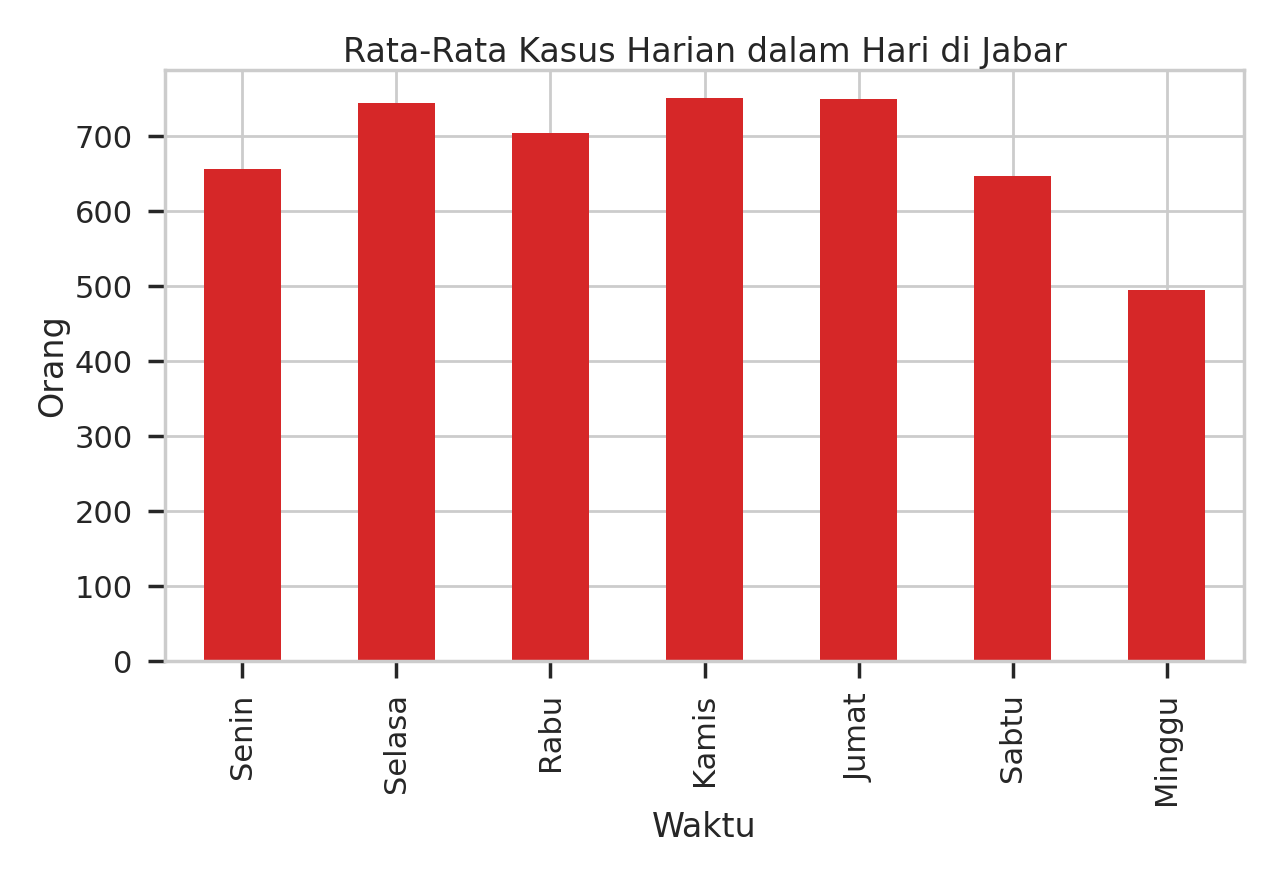 Rata-Rata Kasus Harian dalam Hari di Jabar
Orang
700
600
500
400
300
200
100
0
Senin
Selasa
Rabu
Kamis
Jumat
Sabtu
Minggu
Waktu